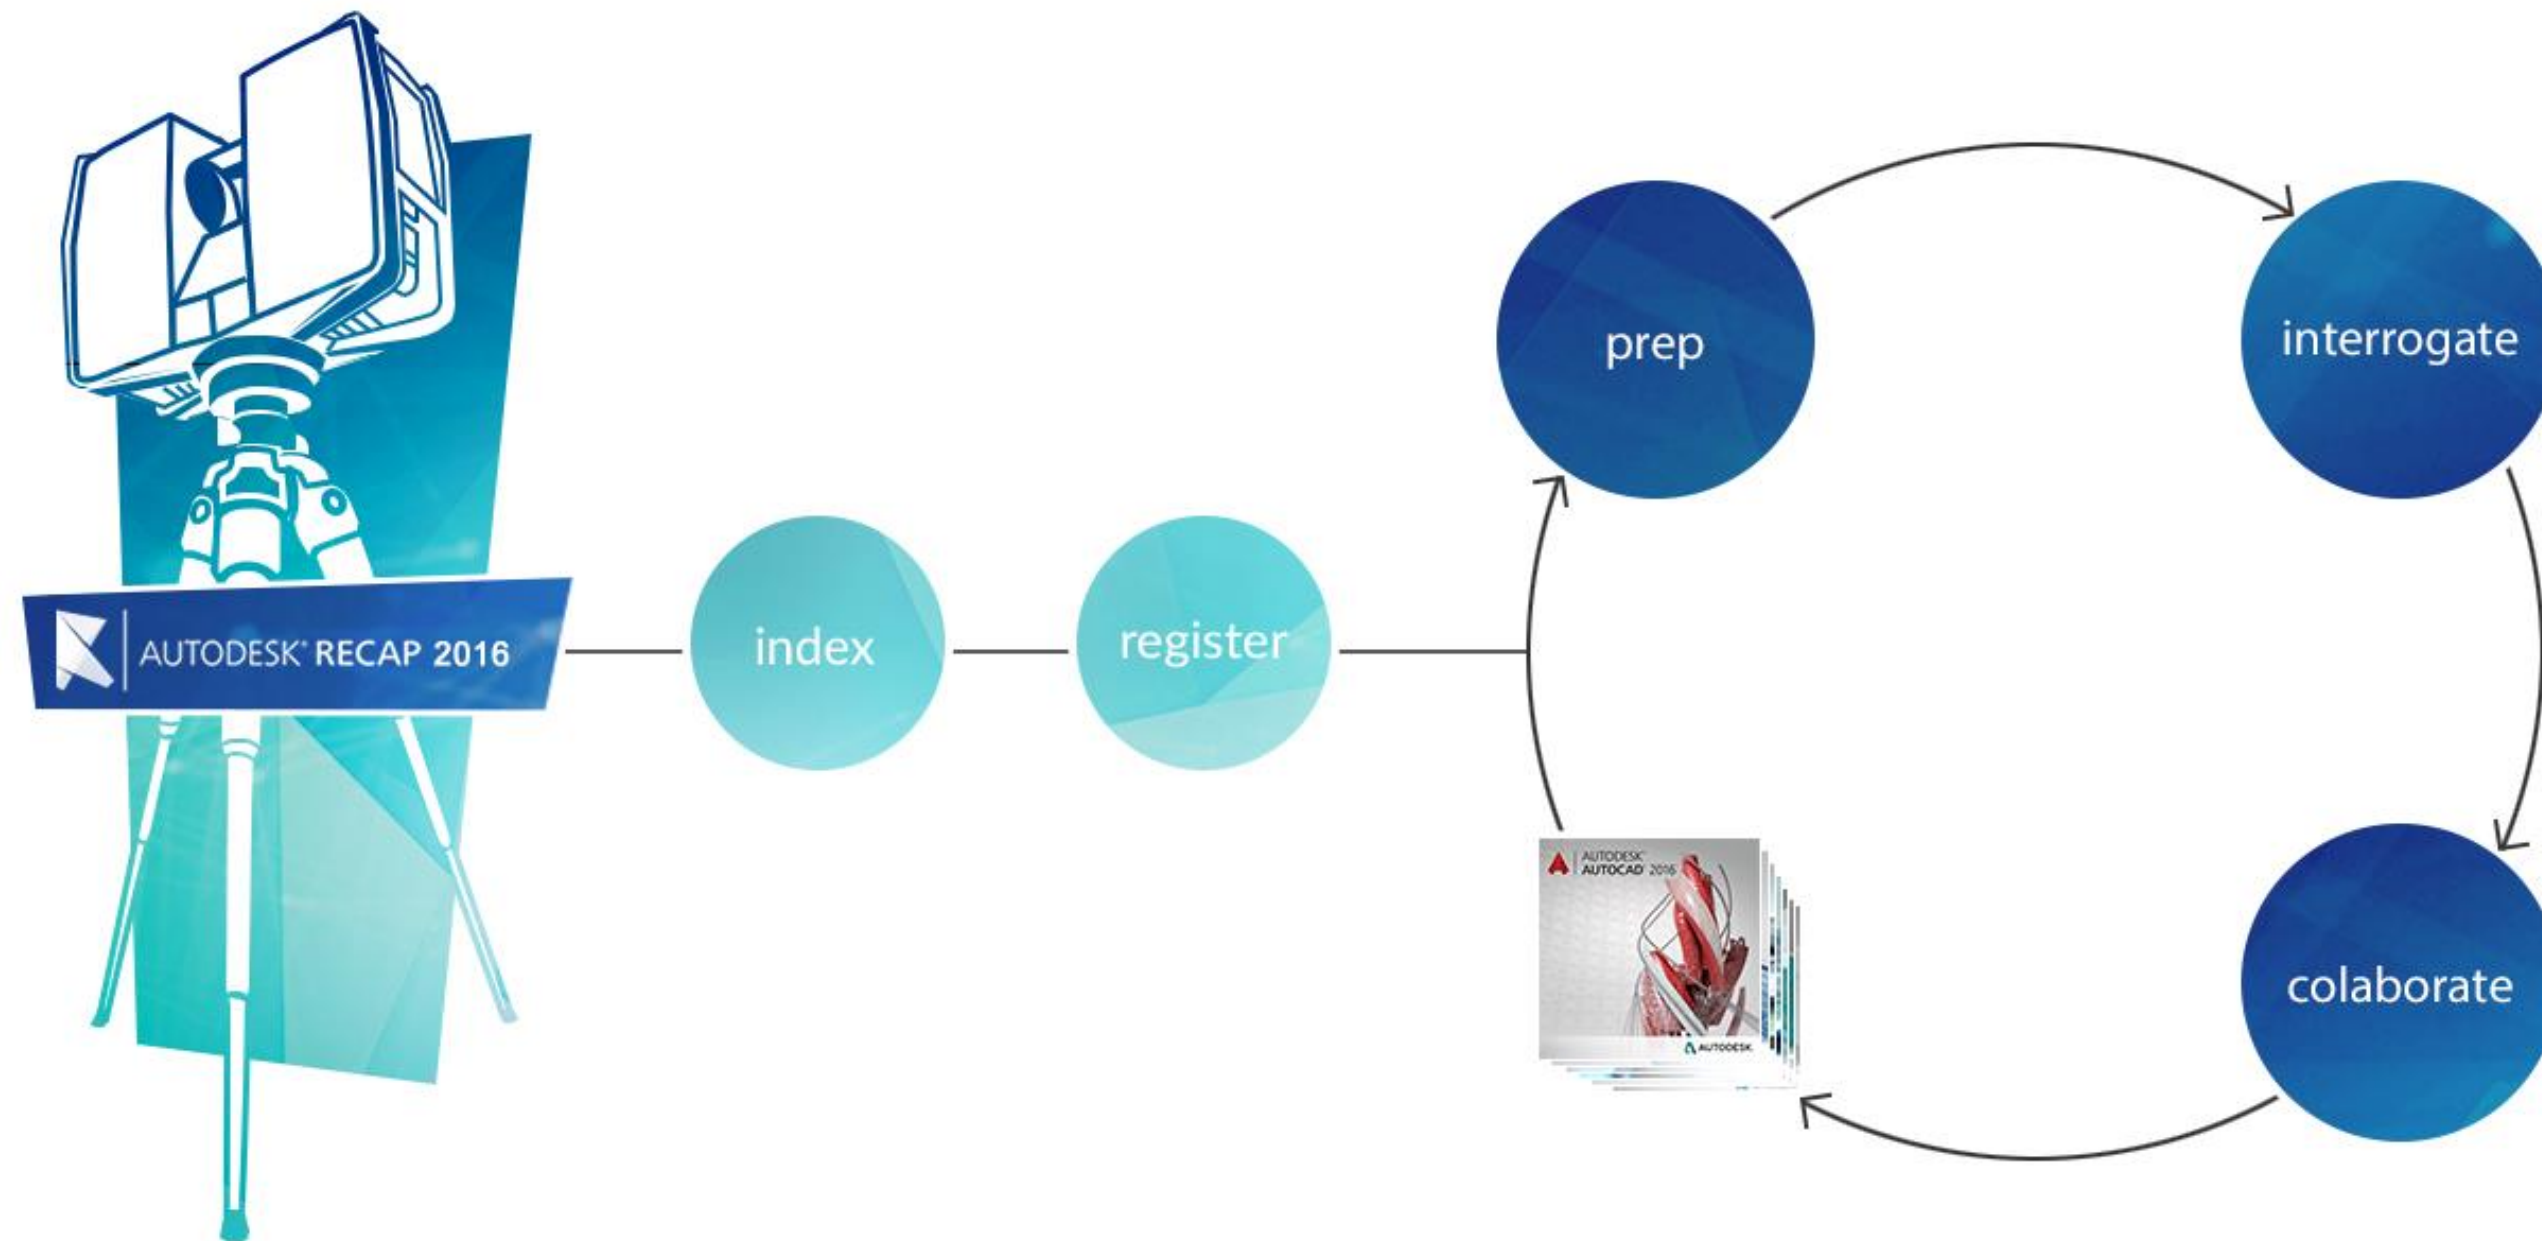 AUTODESK® RECAP 2016
index
register
prep
interrogate
colaborate
AUTODESK®
AUTOCAD® 2016
AUTODESK.